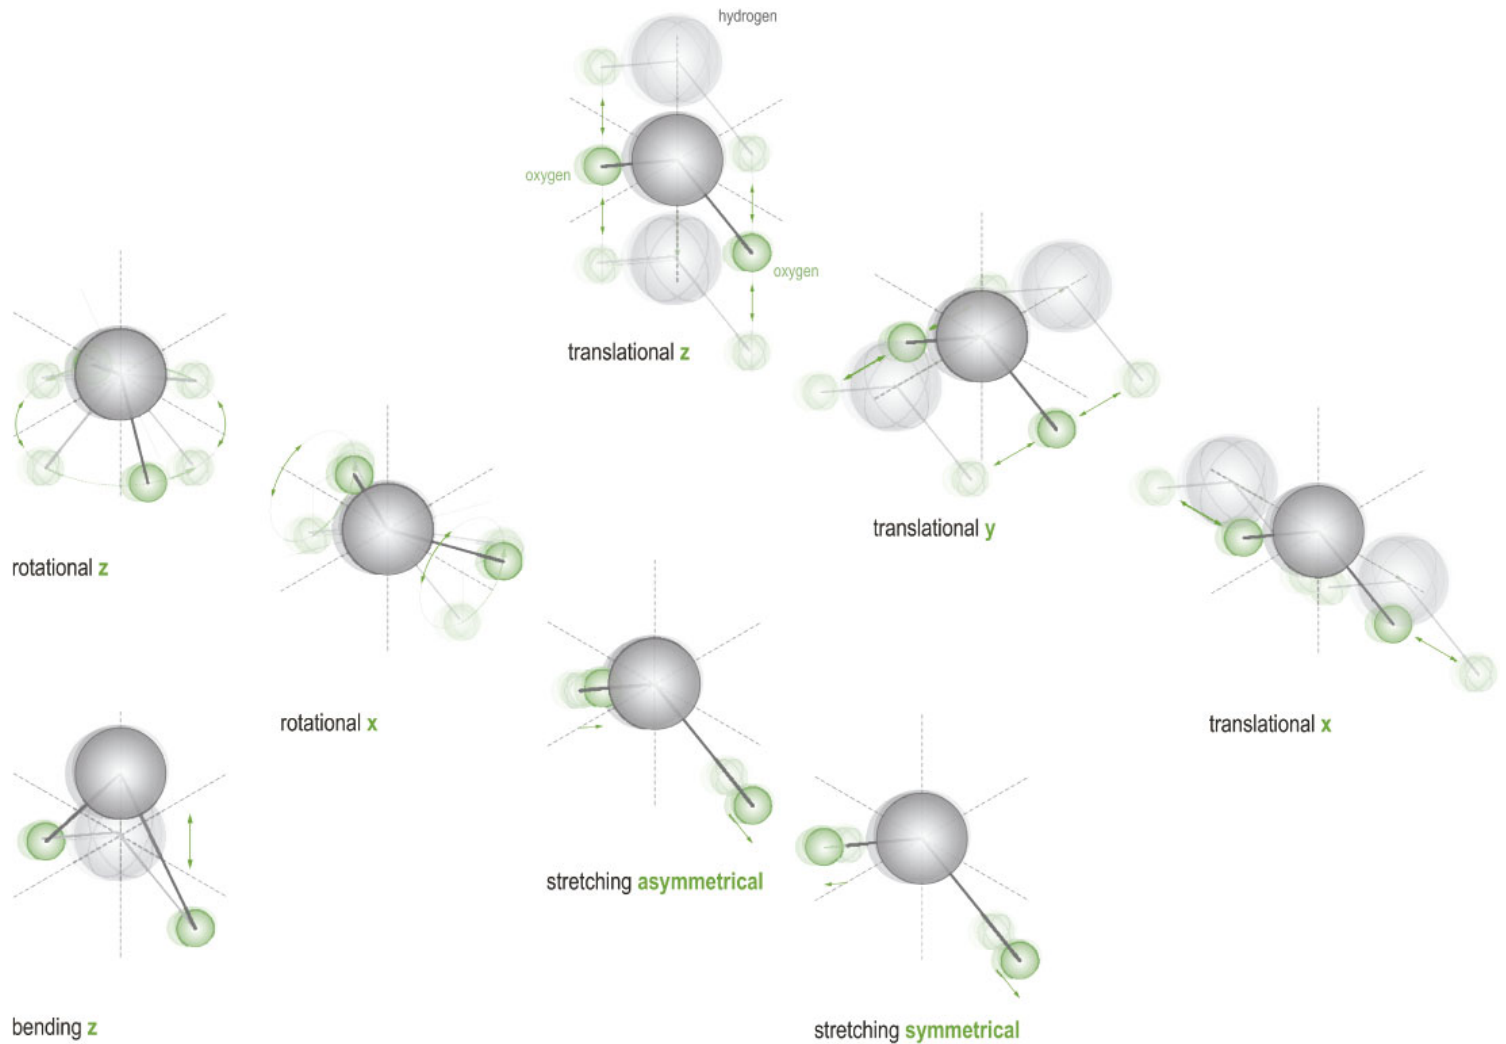 hydrogen
oxygen
oxygen
translational z
translational y
rotational z
rotational x
translational x
stretching asymmetrical
bending z
stretching symmetrical